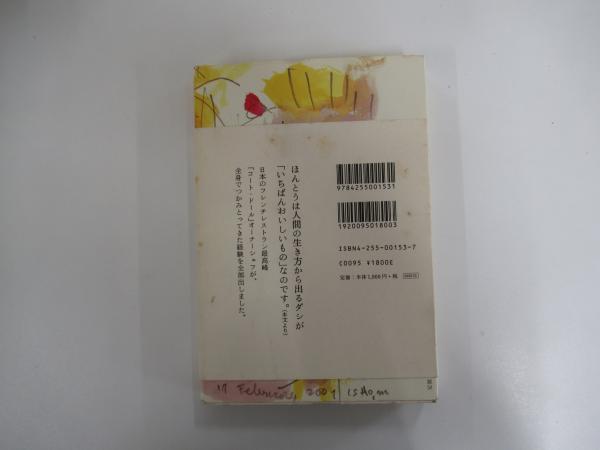 ほんとうは人間の生き方から出るダシが
「いちばんおいしいもの」なのです。(本文より)
日本のフレンチレストラン最高峰
「コート・ドール」オーナーシェフが、
全身でつかみとってきた経験を全部出しました。
9784255001531
1920095018003
ISBN4-255-00153-7
C0095 ¥1800E
定価：本体1,800円+税
17 February 2001